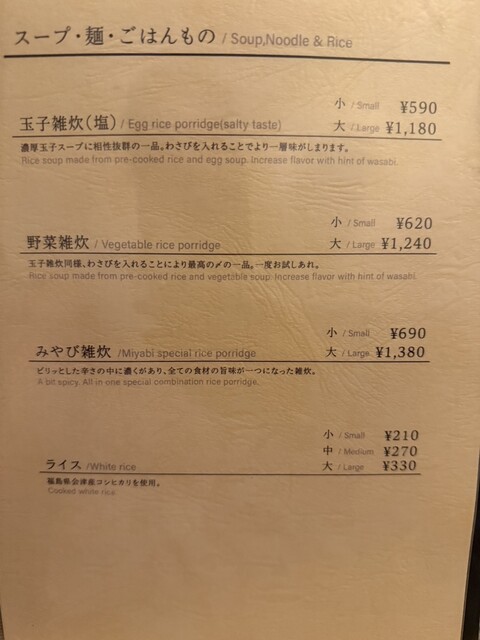 スープ・麺・ごはんもの / Soup,Noodle & Rice
小 / Small ¥590
玉子雑炊(塩) / Egg rice porridge(salty taste) 大 / Large ¥1,180
濃厚玉子スープに相性抜群の一品。わさびを入れることでより一層味がしまります。
Rice soup made from pre-cooked rice and egg soup. Increase flavor with hint of wasabi.
小 / Small ¥620
野菜雑炊 / Vegetable rice porridge 大 / Large ¥1,240
玉子雑炊同様、わさびを入れることにより最高の〆の一品。一度お試しあれ。
Rice soup made from pre-cooked rice and vegetable soup. Increase flavor with hint of wasabi.
小 / Small ¥690
みやび雑炊 /Miyabi special rice porridge 大 / Large ¥1,380
ピリッとした辛さの中に濃くがあり、全ての食材の旨味が一つになった雑炊。
A bit spicy. All in one special combination rice porridge.
小 / Small ¥210
中 / Medium ¥270
ライス /White rice 大 / Large ¥330
福島県会津産コシヒカリを使用。
Cooked white rice